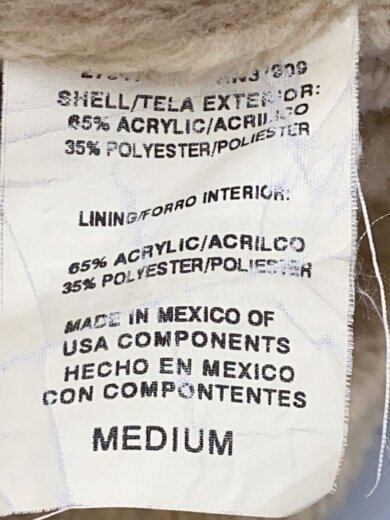 SHELL/TELA EXTERIOR:
65% ACRYLIC/ACRILICO
35% POLYESTER/POLIESTER
LINING/FORRO INTERIOR:
65% ACRYLIC/ACRILCO
35% POLYESTER/POLIESTER
MADE IN MEXICO OF
USA COMPONENTS
HECHO EN MEXICO
CON COMPONTENTES
MEDIUM